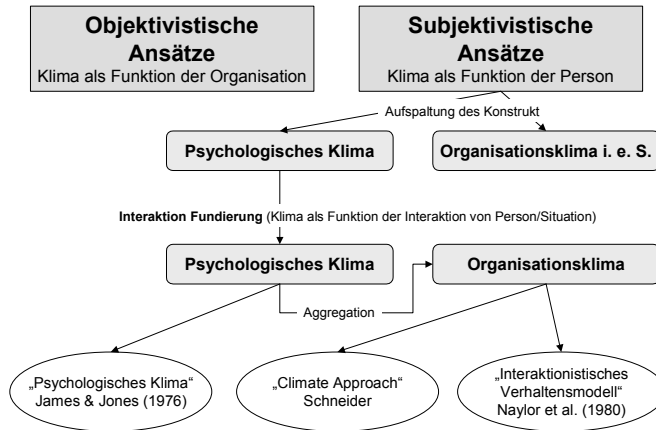 Objektivistische
Ansätze
Klima als Funktion der Organisation
Subjektivistische
Ansätze
Klima als Funktion der Person
Aufspaltung des Konstrukt
Psychologisches Klima
Organisationsklima i. e. S.
Interaktion Fundierung (Klima als Funktion der Interaktion von Person/Situation)
Psychologisches Klima
Organisationsklima
Aggregation
„Psychologisches Klima“
James & Jones (1976)
„Climate Approach“
Schneider
„Interaktionistisches
Verhaltensmodell“
Naylor et al. (1980)